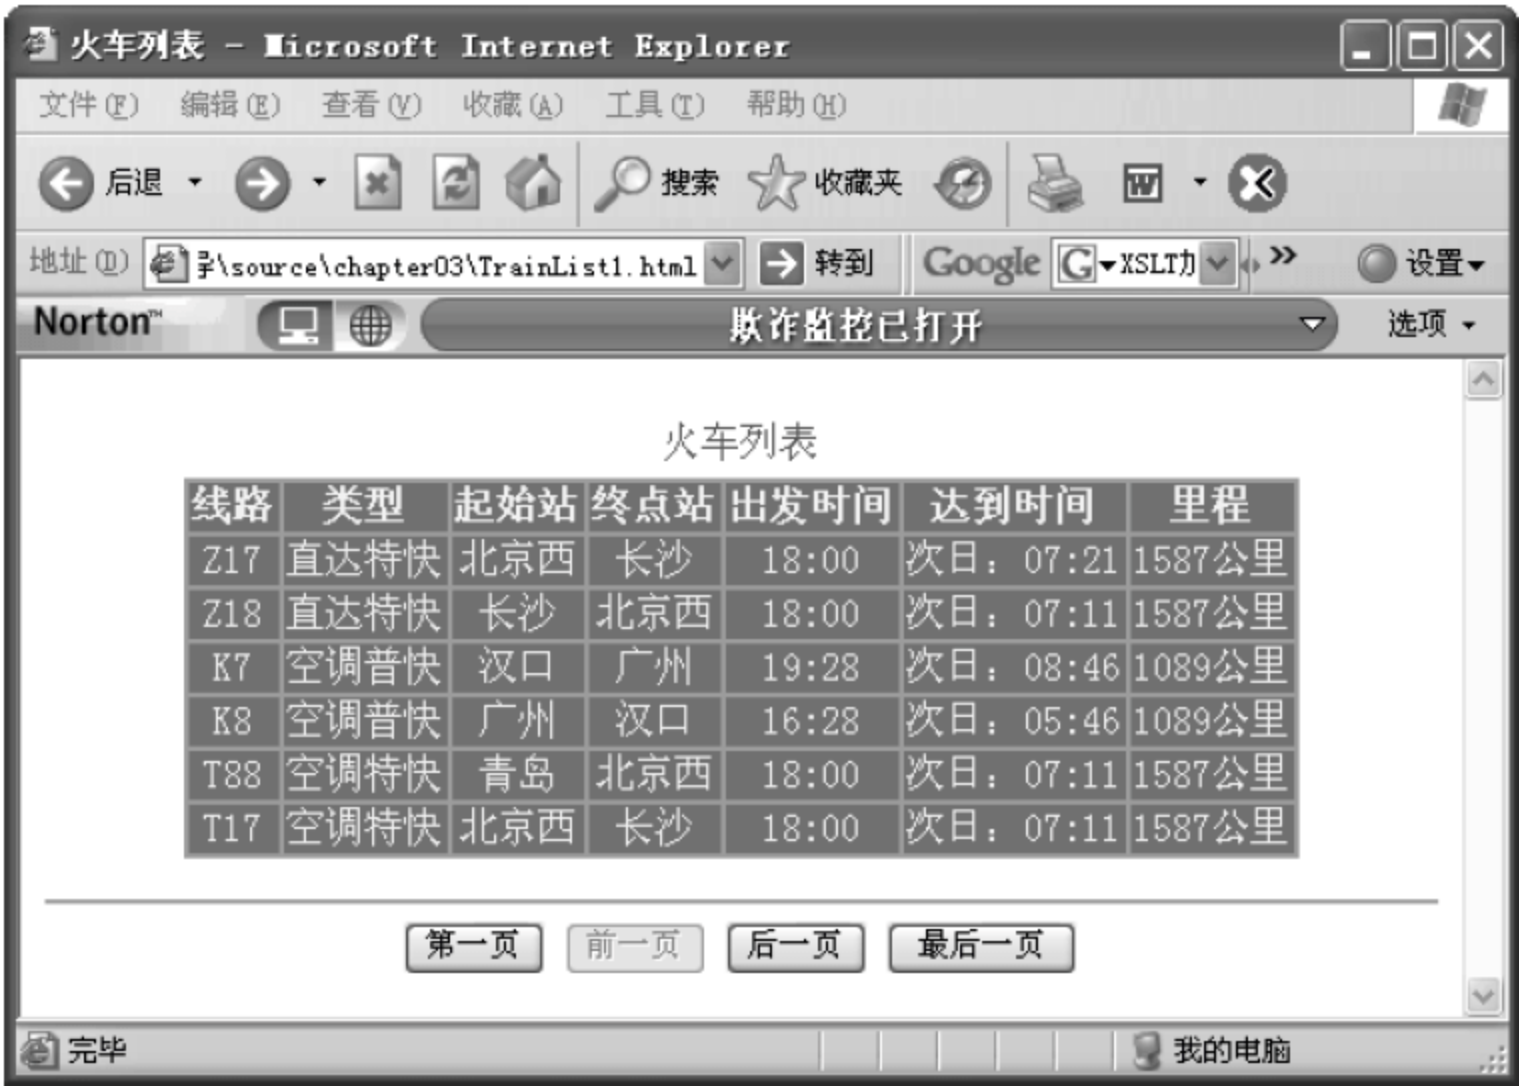 火车列表 - Microsoft Internet Explorer
文件(F) 编辑(E) 查看(V) 收藏(A) 工具(T) 帮助(H)
后退 搜索 收藏夹 W
地址(D) \source\chapter03\TrainList1.html 转到 Google G XSLT » 设置
Norton™ 欺诈监控已打开 选项
火车列表
线路 类型 起始站 终点站 出发时间 达到时间 里程
Z17 直达特快 北京西 长沙 18:00 次日：07:21 1587公里
Z18 直达特快 长沙 北京西 18:00 次日：07:11 1587公里
K7 空调普快 汉口 广州 19:28 次日：08:46 1089公里
K8 空调普快 广州 汉口 16:28 次日：05:46 1089公里
T88 空调特快 青岛 北京西 18:00 次日：07:11 1587公里
T17 空调特快 北京西 长沙 18:00 次日：07:11 1587公里
第一页 前一页 后一页 最后一页
完毕 我的电脑